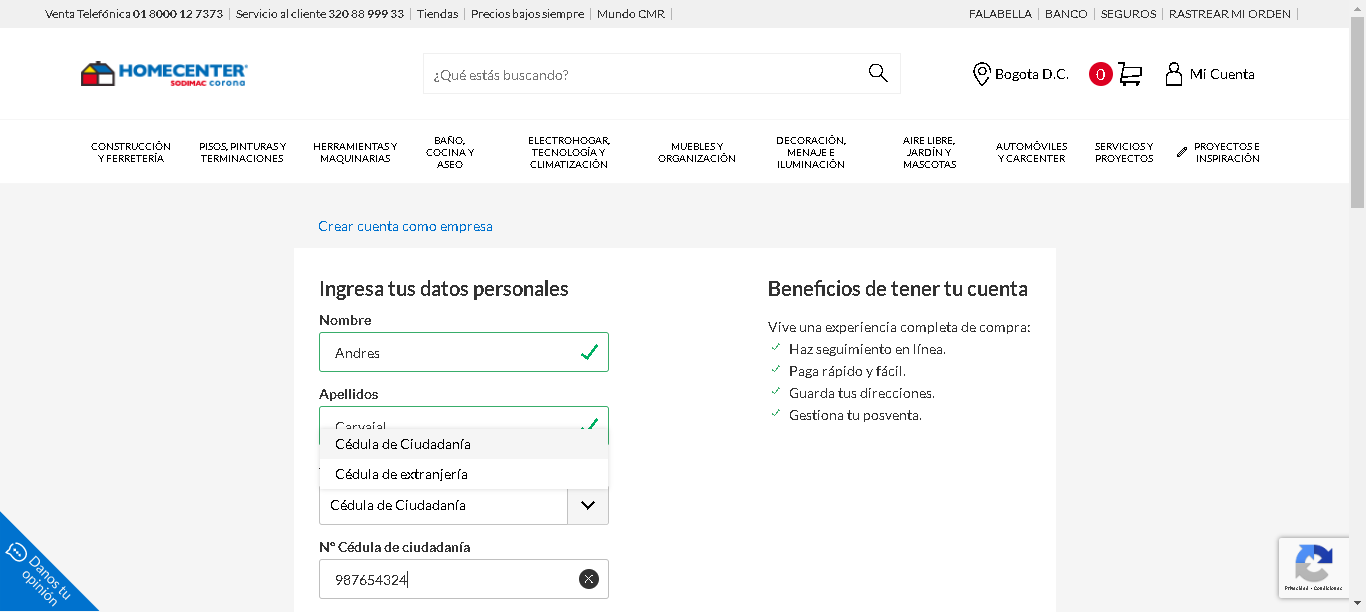 Venta Telefónica 01 8000 12 7373 | Servicio al cliente 320 88 999 33 | Tiendas | Precios bajos siempre | Mundo CMR |
FALABELLA | BANCO | SEGUROS | RASTREAR MI ORDEN |
HOMECENTER
SODIMAC corona
¿Qué estás buscando?
Bogota D.C.
0
Mi Cuenta
CONSTRUCCIÓN
Y FERRETERÍA
PISOS, PINTURAS Y
TERMINACIONES
HERRAMIENTAS Y
MAQUINARIAS
BAÑO,
COCINA Y
ASEO
ELECTROHOGAR,
TECNOLOGÍA Y
CLIMATIZACIÓN
MUEBLES Y
ORGANIZACIÓN
DECORACIÓN,
MENAJE E
ILUMINACIÓN
AIRE LIBRE,
JARDÍN Y
MASCOTAS
AUTOMÓVILES
Y CARCENTER
SERVICIOS Y
PROYECTOS
PROYECTOS E
INSPIRACIÓN
Crear cuenta como empresa
Ingresa tus datos personales
Nombre
Andres
Apellidos
Carvajal
Cédula de Ciudadanía
Cédula de extranjería
Cédula de Ciudadanía
N° Cédula de ciudadanía
987654324
Beneficios de tener tu cuenta
Vive una experiencia completa de compra:
Haz seguimiento en línea.
Paga rápido y fácil.
Guarda tus direcciones.
Gestiona tu posventa.
Danos tu
opinión
Privacidad - Condiciones